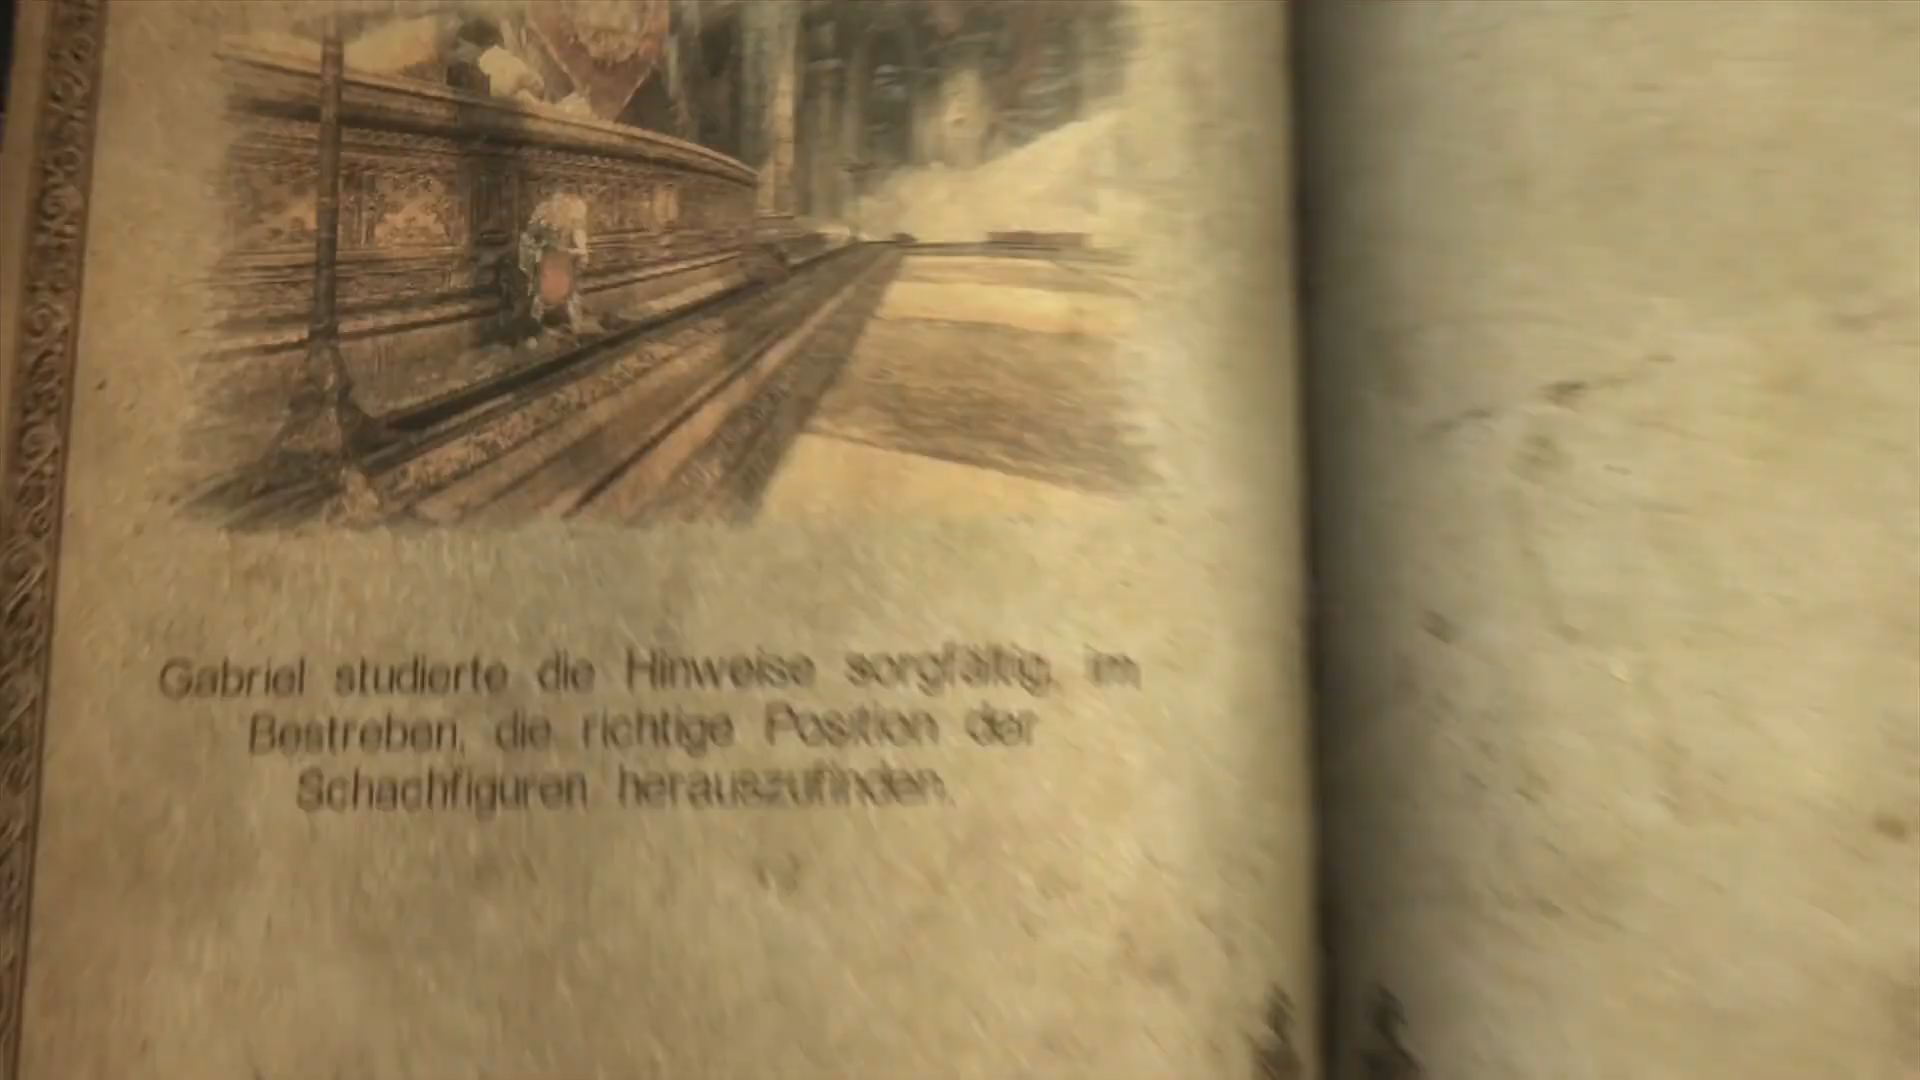 Gabriel studierte die Hinweise sorgfältig, im
Bestreben, die richtige Position der
Schachfiguren herauszufinden.